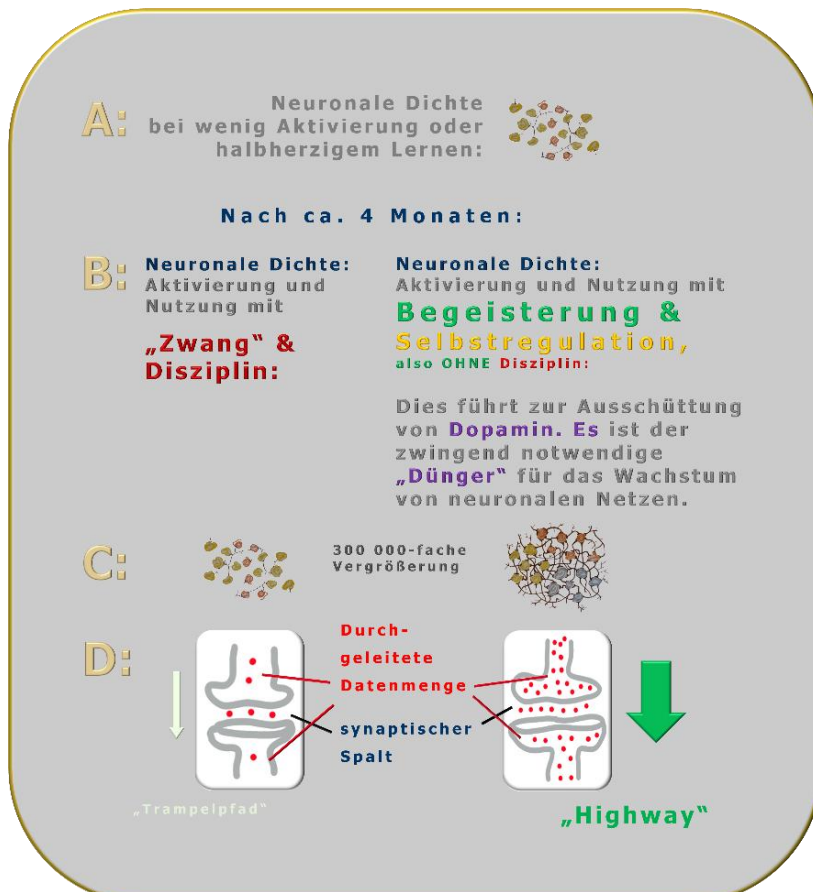 A:
Neuronale Dichte
bei wenig Aktivierung oder
halbherzigem Lernen:
Nach ca. 4 Monaten:
B:
Neuronale Dichte:
Aktivierung und
Nutzung mit
„Zwang“ &
Disziplin:
Neuronale Dichte:
Aktivierung und Nutzung mit
Begeisterung &
Selbstregulation,
also OHNE Disziplin:
Dies führt zur Ausschüttung
von Dopamin. Es ist der
zwingend notwendige
„Dünger“ für das Wachstum
von neuronalen Netzen.
C:
300 000-fache
Vergrößerung
D:
Durch-
geleitete
Datenmenge
synaptischer
Spalt
„Trampelpfad“
„Highway“